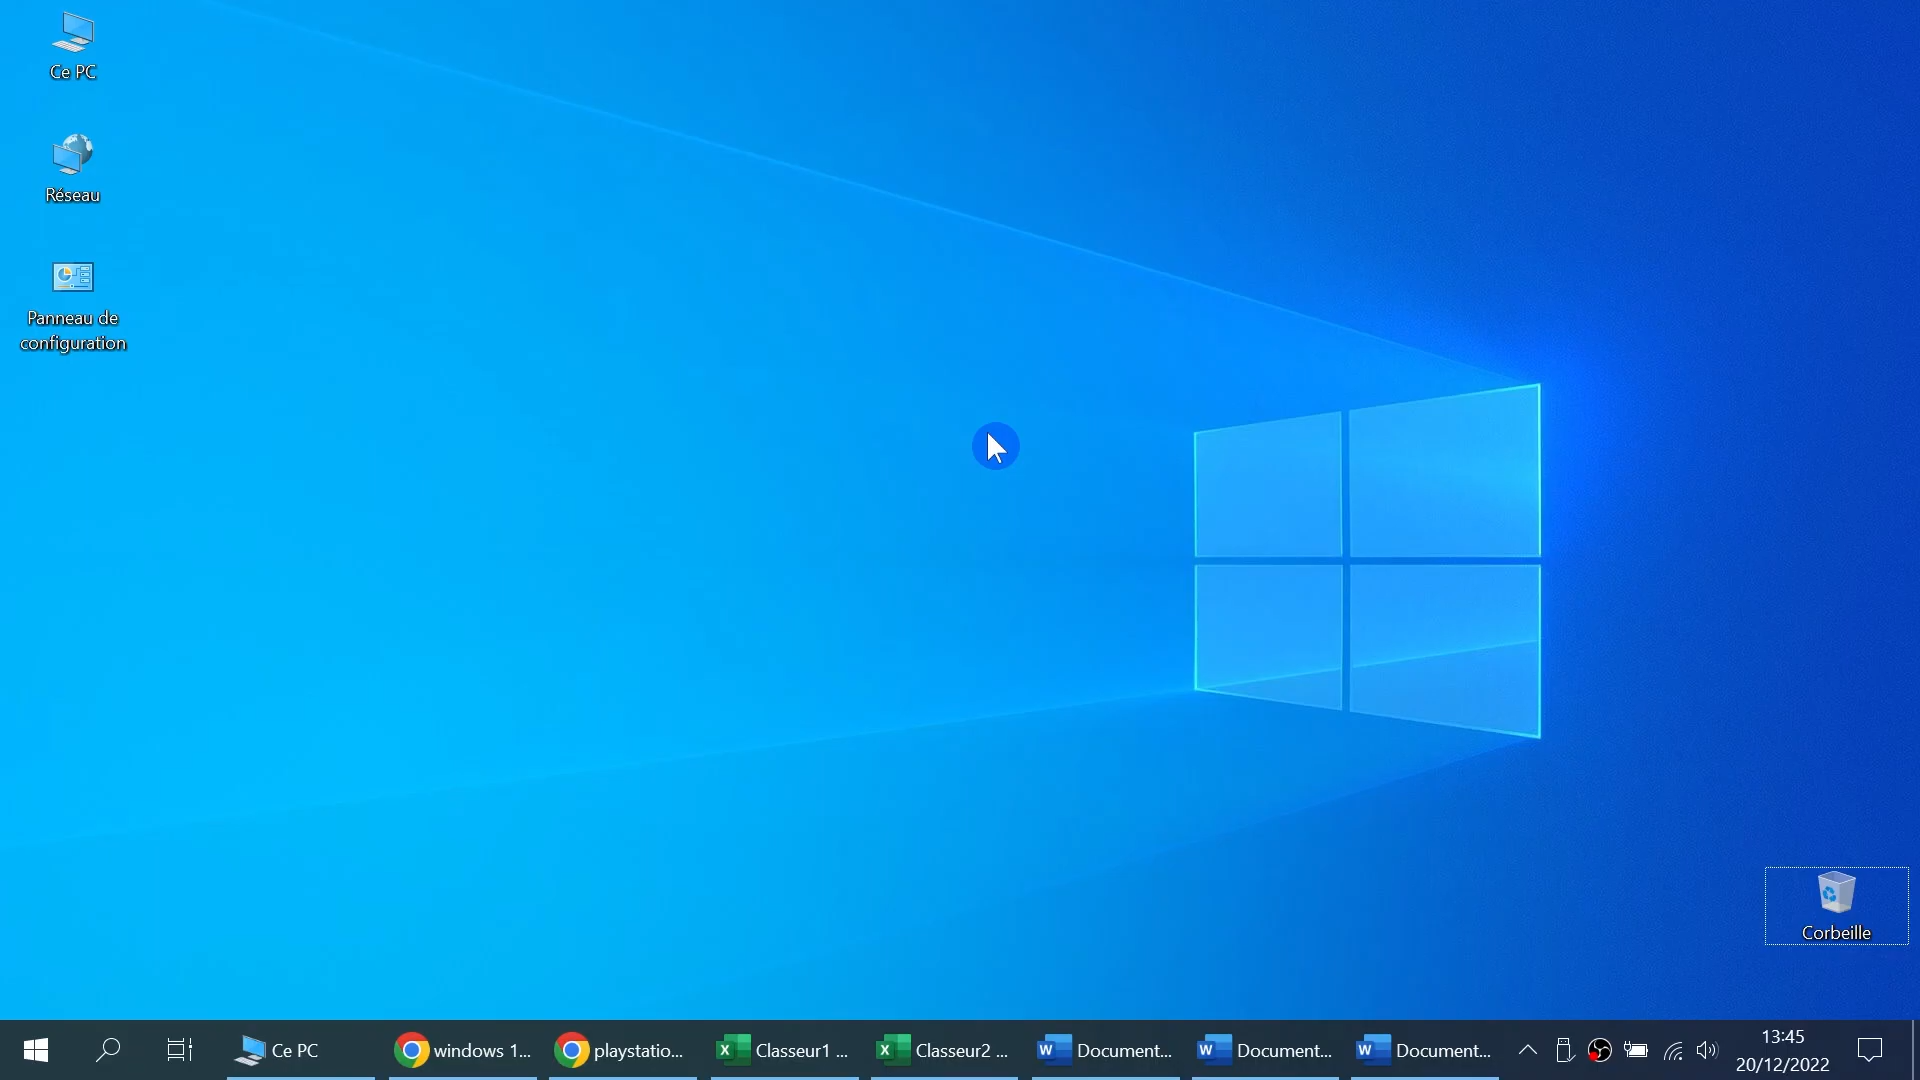 Ce PC
Réseau
Panneau de
configuration
Corbeille
Ce PC
windows 1...
playstatio...
Classeur1 ...
Classeur2 ...
Document...
Document...
Document...
13:45
20/12/2022